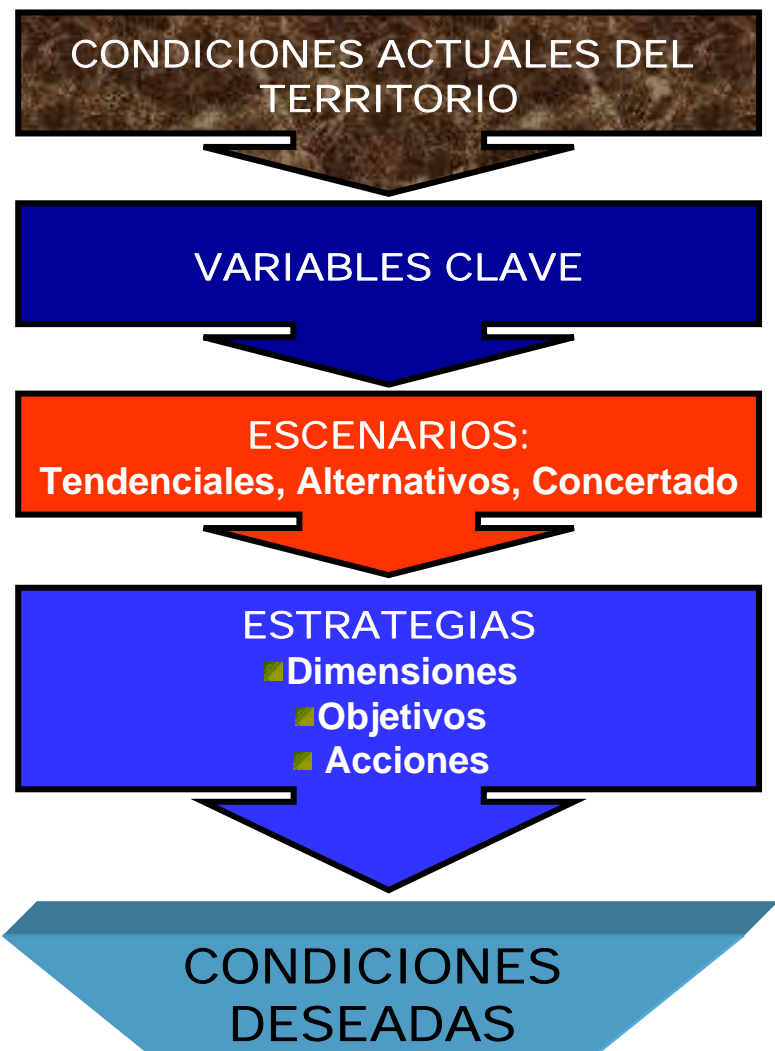 CONDICIONES ACTUALES DEL
TERRITORIO
VARIABLES CLAVE
ESCENARIOS:
Tendenciales, Alternativos, Concertado
ESTRATEGIAS
Dimensiones
Objetivos
Acciones
CONDICIONES
DESEADAS